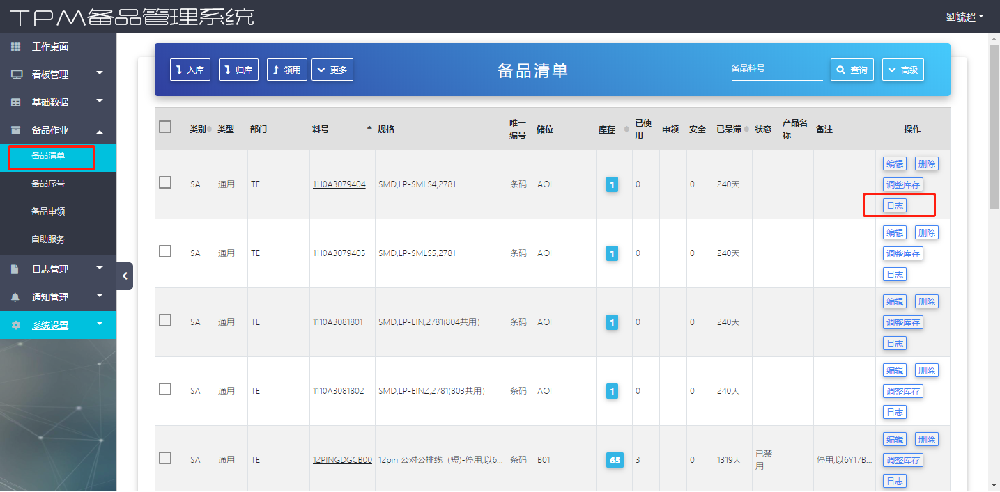 TPM备品管理系统
劉毓超
工作桌面
看板管理
基础数据
备品作业
备品清单
备品序号
备品申领
自助服务
日志管理
通知管理
系统设置
入库 归库 领用 更多 备品清单 备品料号 查询 高级
类别 类型 部门 料号 规格 唯一编号 储位 库存 已使用 申领 安全 已呆滞 状态 产品名称 备注 操作
SA 通用 TE 1110A3079404 SMD,LP-SMLS4,2781 条码 AOI 1 0 0 240天 编辑 删除
调整库存
日志
SA 通用 TE 1110A3079405 SMD,LP-SMLS5,2781 条码 AOI 1 0 0 240天 编辑 删除
调整库存
日志
SA 通用 TE 1110A3081801 SMD,LP-EIN,2781(804共用) 条码 AOI 1 0 0 240天 编辑 删除
调整库存
日志
SA 通用 TE 1110A3081802 SMD,LP-EINZ,2781(803共用) 条码 AOI 1 0 0 240天 编辑 删除
调整库存
日志
SA 通用 TE 12PINGDGCB00 12pin 公对公排线（短)-停用,以6... 条码 B01 65 3 0 1319天 已禁用 停用,以6Y17B... 编辑 删除
调整库存
日志